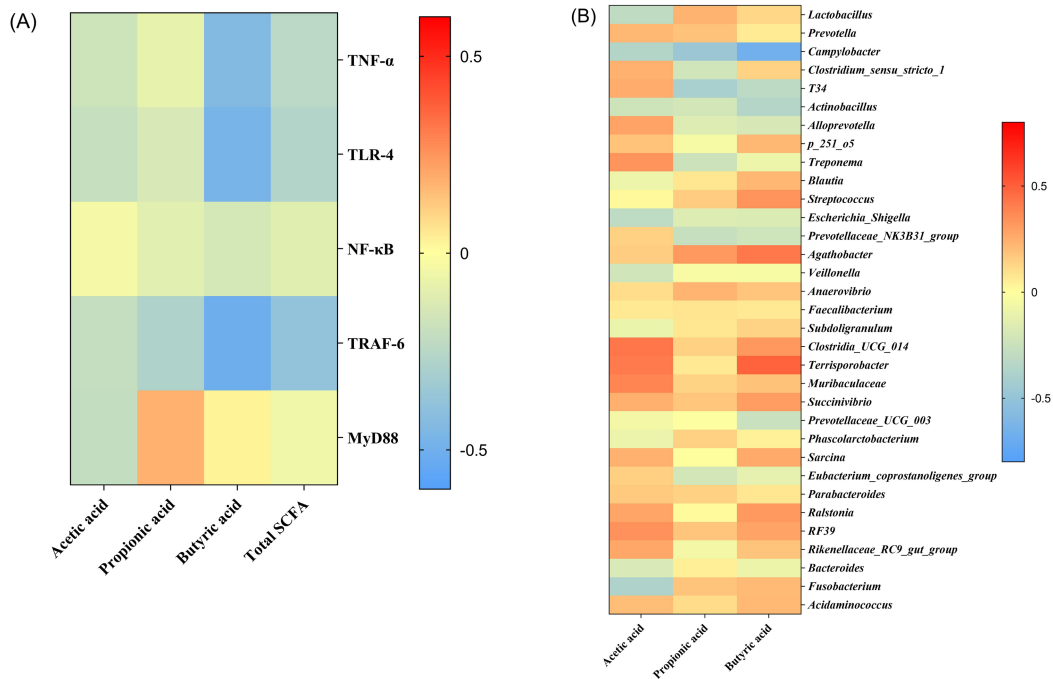 (A)
TNF-α
TLR-4
NF-κB
TRAF-6
MyD88
Acetic acid
Propionic acid
Butyric acid
Total SCFA
0.5
0
-0.5
(B)
Lactobacillus
Prevotella
Campylobacter
Clostridium_sensu_stricto_1
T34
Actinobacillus
Alloprevotella
p_251_o5
Treponema
Blautia
Streptococcus
Escherichia_Shigella
Prevotellaceae_NK3B31_group
Agathobacter
Veillonella
Anaerovibrio
Faecalibacterium
Subdoligranulum
Clostridia_UCG_014
Terrisporobacter
Muribaculaceae
Succinivibrio
Prevotellaceae_UCG_003
Phascolarctobacterium
Sarcina
Eubacterium_coprostanoligenes_group
Parabacteroides
Ralstonia
RF39
Rikenellaceae_RC9_gut_group
Bacteroides
Fusobacterium
Acidaminococcus
Acetic acid
Propionic acid
Butyric acid
0.5
0
-0.5